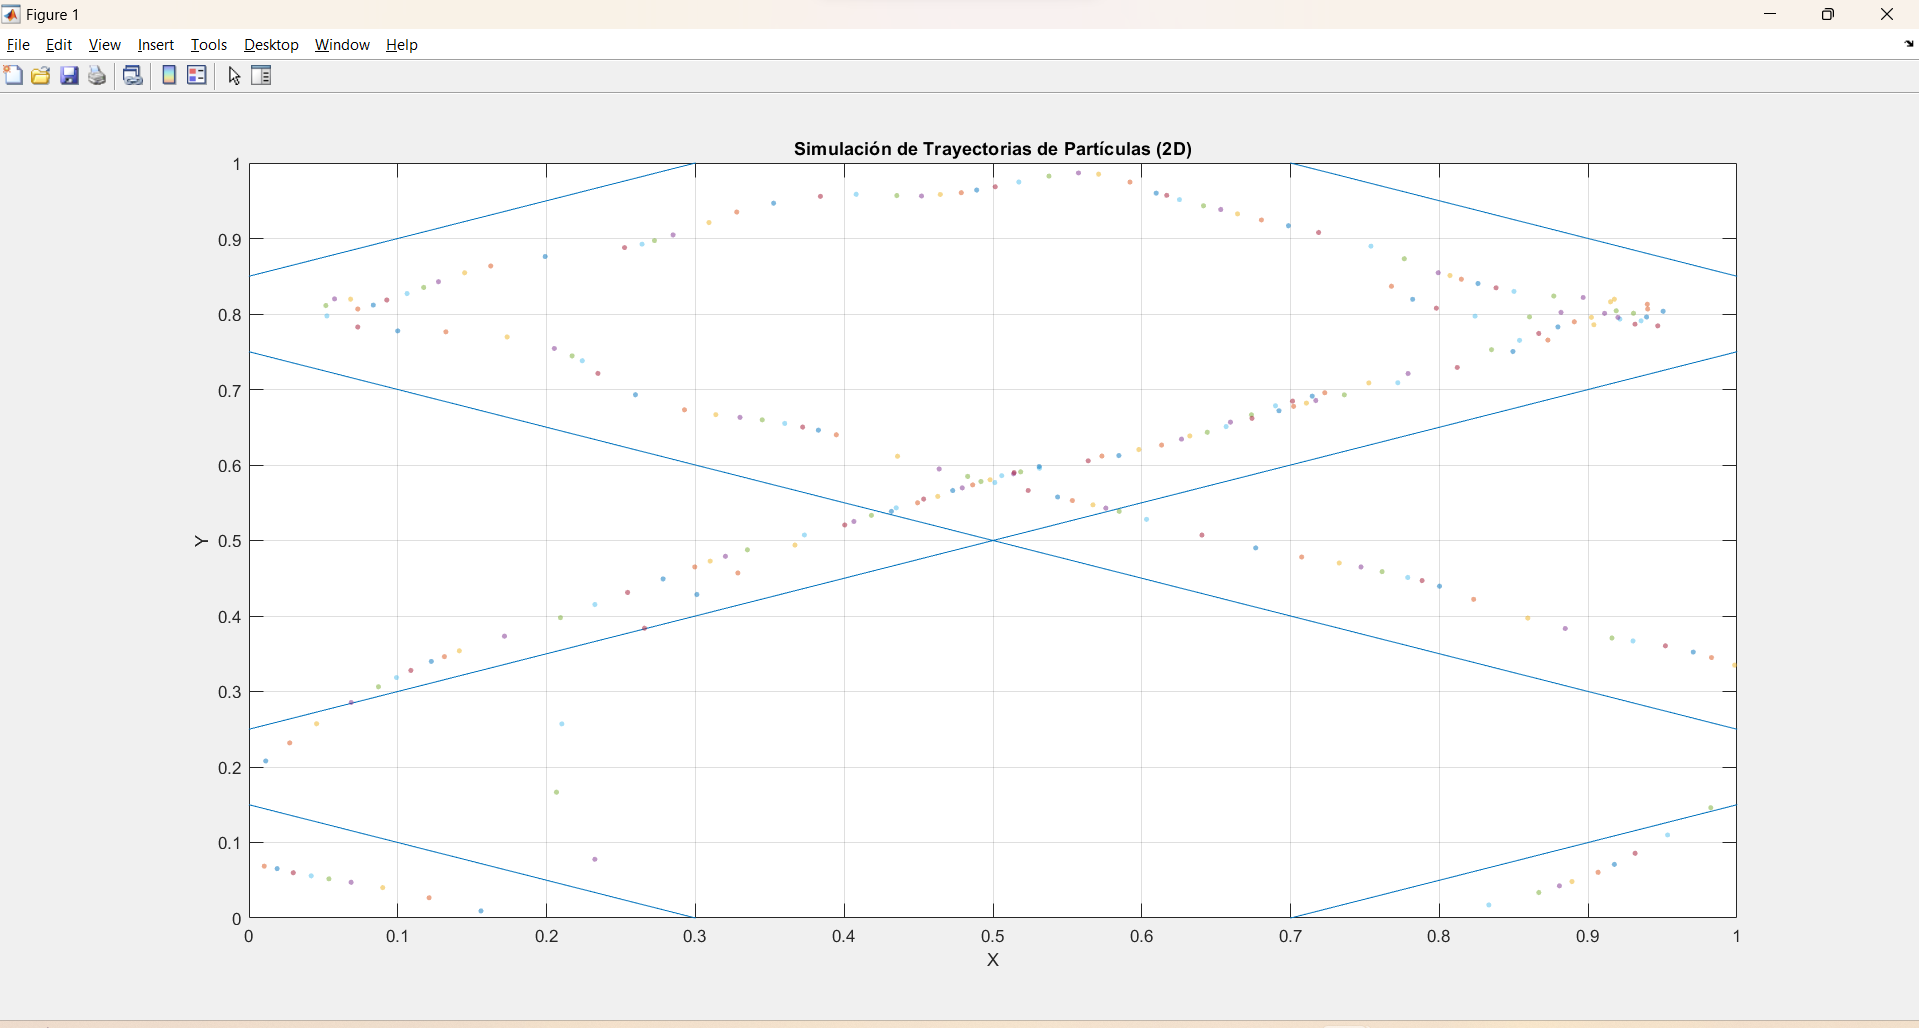 Figure 1
File Edit View Insert Tools Desktop Window Help
Simulación de Trayectorias de Partículas (2D)
1
0.9
0.8
0.7
0.6
Y 0.5
0.4
0.3
0.2
0.1
0
0 0.1 0.2 0.3 0.4 0.5 0.6 0.7 0.8 0.9 1
X